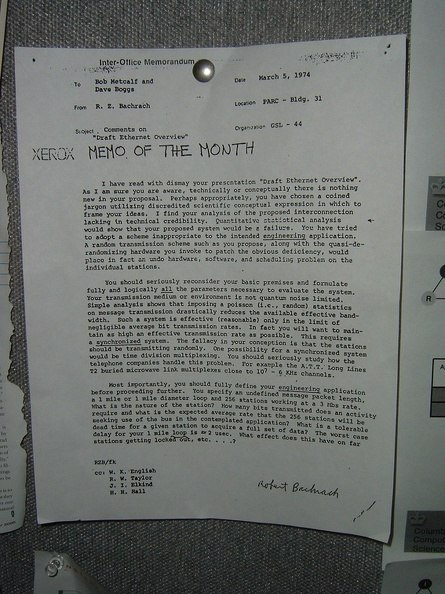 Inter-Office Memorandum
To Bob Metcalf and
Dave Boggs
Date March 5, 1974
From R. Z. Bachrach
Location PARC - Bldg. 31
Subject Comments on
"Draft Ethernet Overview"
Organization GSL - 44
XEROX MEMO OF THE MONTH
I have read with dismay your presentation "Draft Ethernet Overview".
As I am sure you are aware, technically or conceptually there is nothing
new in your proposal. Perhaps appropriately, you have chosen a coined
jargon utilizing discredited scientific conceptual expression in which to
frame your ideas. I find your analysis of the proposed interconnection
lacking in technical credibility. Quantitative statistical analysis
would show that your proposed system would be a failure. You have tried
to adopt a scheme inappropriate to the intended engineering application.
A random transmission scheme such as you propose, along with the quasi-de-
randomizing hardware you invoke to patch the obvious deficiency, would
place in fact an undo hardware, software, and scheduling problem on the
individual stations.
You should seriously reconsider your basic premises and formulate
fully and logically all the parameters necessary to evaluate the system.
Your transmission medium or environment is not quantum noise limited.
Simple analysis shows that imposing a poisson (i.e., random) statistics
on message transmission drastically reduces the available effective band-
width. Such a system is effective (reasonable) only in the limit of
negligible average bit transmission rates. In fact you will want to main-
tain as high an effective transmission rate as possible. This requires
a synchronized system. The fallacy in your conception is that the stations
should be transmitting randomly. One possibility for a synchronized system
would be time division multiplexing. You should seriously study how the
telephone companies handle this problem. For example the A.T.T. Long Lines
T2 buried microwave link multiplexes close to 6 KHz channels.
Most importantly, you should fully define your engineering application
before proceeding further. You specify an undefined message packet length,
a 1 mile or 1 mile diameter loop and 256 stations working at a 3 Mbs rate.
What is the nature of the station? How many bits transmitted does an activity
require and what is the expected average rate that the 256 stations will be
seeking use of the bus in the contemplated application? What is a tolerable
dead time for a given station to acquire a full set of data? The worst case
delay for your 1 mile loop is 2 usec. What effect does this have on far
stations getting locked out, etc. . . .?
RZB/fk
cc: W. K. English
R. W. Taylor
J. I. Elkind
H. H. Hall
Robert Bachrach